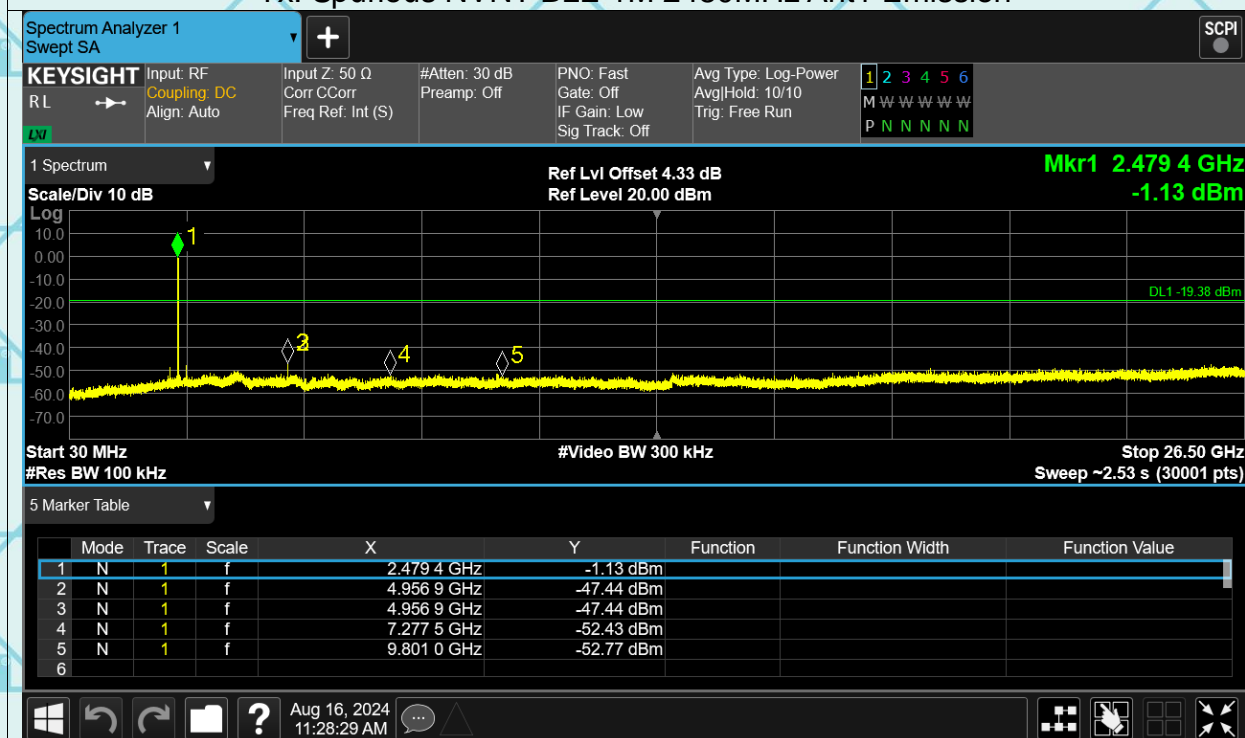 Tx. Spurious NVNT BLE 1M 2480MHz Ant1 Emission
Spectrum Analyzer 1
Swept SA
+
SCPI
KEYSIGHT
RL
LXI
Input: RF
Coupling: DC
Align: Auto
Input Z: 50 Ω
Corr CCorr
Freq Ref: Int (S)
#Atten: 30 dB
Preamp: Off
PNO: Fast
Gate: Off
IF Gain: Low
Sig Track: Off
Avg Type: Log-Power
Avg|Hold: 10/10
Trig: Free Run
1 2 3 4 5 6
M W W W W W
P N N N N N
1 Spectrum
Scale/Div 10 dB
Ref Lvl Offset 4.33 dB
Ref Level 20.00 dBm
Mkr1 2.479 4 GHz
-1.13 dBm
Log
10.0
0.00
-10.0
-20.0
-30.0
-40.0
-50.0
-60.0
-70.0
1
4
5
DL1 -19.38 dBm
Start 30 MHz
#Res BW 100 kHz
#Video BW 300 kHz
Stop 26.50 GHz
Sweep ~2.53 s (30001 pts)
5 Marker Table
Mode Trace Scale X Y Function Function Width Function Value
1 N 1 f 2.479 4 GHz -1.13 dBm
2 N 1 f 4.956 9 GHz -47.44 dBm
3 N 1 f 4.956 9 GHz -47.44 dBm
4 N 1 f 7.277 5 GHz -52.43 dBm
5 N 1 f 9.801 0 GHz -52.77 dBm
6
?
Aug 16, 2024
11:28:29 AM